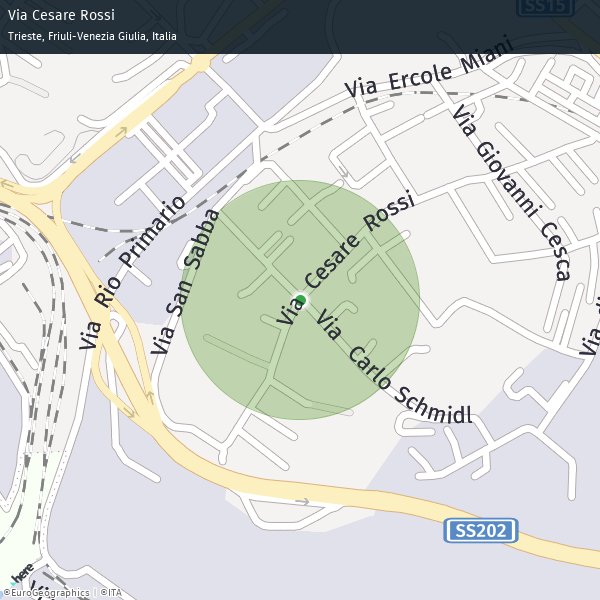 Via Cesare Rossi
Trieste, Friuli-Venezia Giulia, Italia
SS15
Via Ercole Miani
Via Giovanni Cesca
Via Cesare Rossi
Via Rio Primario
Via San Sabba
Via Carlo Schmidl
SS202
here
©EuroGeographics | ©ITA